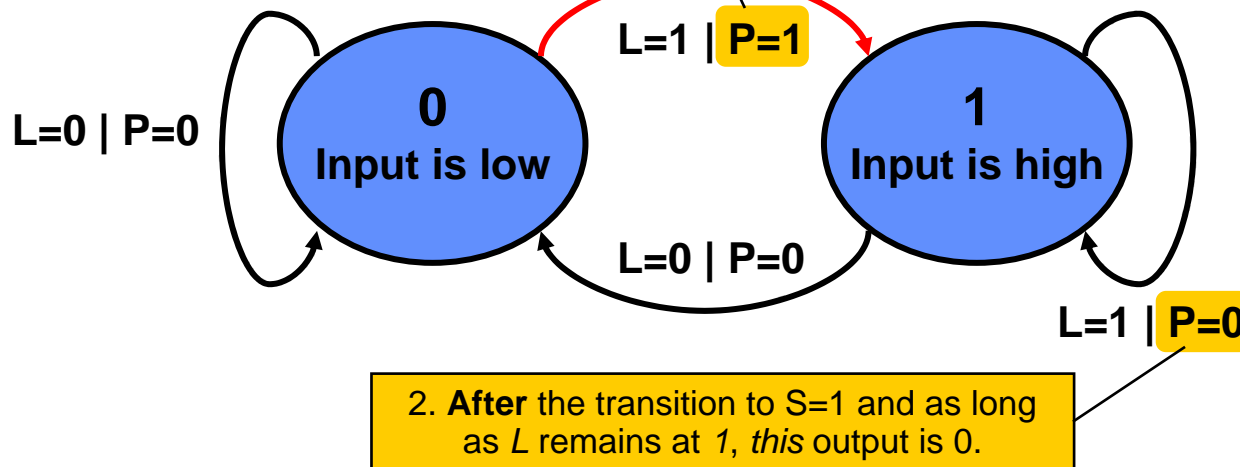 L=1 | P=1
0
Input is low
1
Input is high
L=0 | P=0
L=0 | P=0
L=1 | P=0
2. After the transition to S=1 and as long
as L remains at 1, this output is 0.